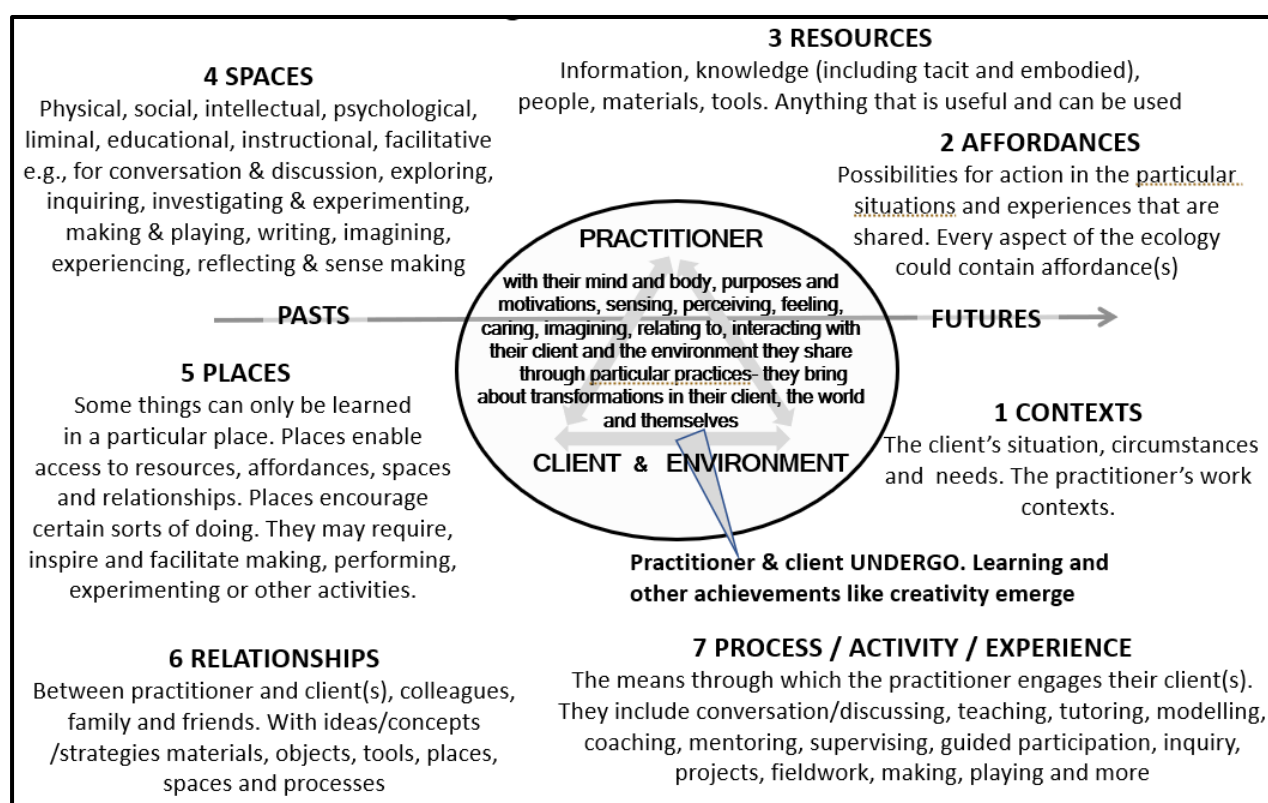 3 RESOURCES
Information, knowledge (including tacit and embodied),
people, materials, tools. Anything that is useful and can be used
4 SPACES
Physical, social, intellectual, psychological,
liminal, educational, instructional, facilitative
e.g., for conversation & discussion, exploring,
inquiring, investigating & experimenting,
making & playing, writing, imagining,
experiencing, reflecting & sense making
2 AFFORDANCES
Possibilities for action in the particular
situations and experiences that are
shared. Every aspect of the ecology
could contain affordance(s)
PRACTITIONER
with their mind and body, purposes and
motivations, sensing, perceiving, feeling,
caring, imagining, relating to, interacting with
their client and the environment they share
through particular practices- they bring
about transformations in their client, the world
and themselves
CLIENT & ENVIRONMENT
PASTS
FUTURES
5 PLACES
Some things can only be learned
in a particular place. Places enable
access to resources, affordances, spaces
and relationships. Places encourage
certain sorts of doing. They may require,
inspire and facilitate making, performing,
experimenting or other activities.
1 CONTEXTS
The client's situation, circumstances
and needs. The practitioner's work
contexts.
Practitioner & client UNDERGO. Learning and
other achievements like creativity emerge
6 RELATIONSHIPS
Between practitioner and client(s), colleagues,
family and friends. With ideas/concepts
/strategies materials, objects, tools, places,
spaces and processes
7 PROCESS / ACTIVITY / EXPERIENCE
The means through which the practitioner engages their client(s).
They include conversation/discussing, teaching, tutoring, modelling,
coaching, mentoring, supervising, guided participation, inquiry,
projects, fieldwork, making, playing and more